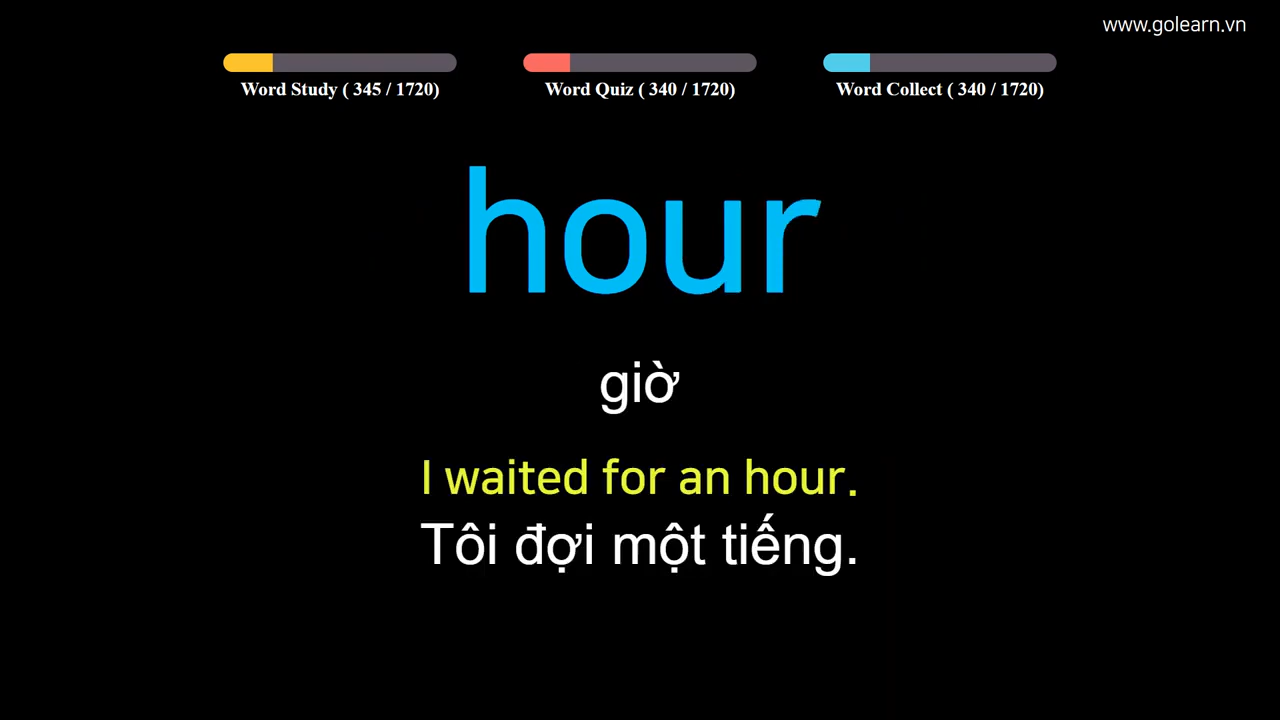 www.golearn.vn
Word Study ( 345 / 1720)
Word Quiz ( 340 / 1720)
Word Collect ( 340 / 1720)
hour
giờ
I waited for an hour.
Tôi đợi một tiếng.